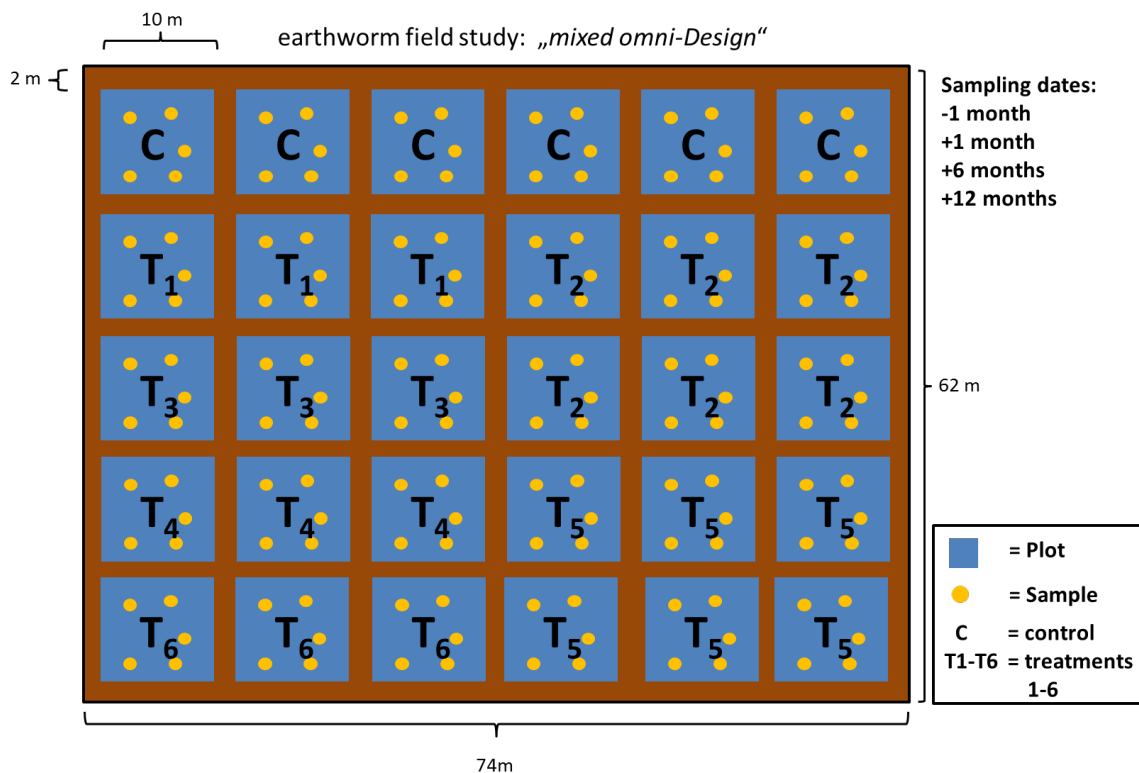 10 m
earthworm field study: „mixed omni-Design“
2 m
Sampling dates:
-1 month
+1 month
+6 months
+12 months
C C C C C C
T1 T1 T1 T2 T2 T2
T3 T3 T3 T2 T2 T2
62 m
T4 T4 T4 T5 T5 T5
T6 T6 T6 T5 T5 T5
= Plot
= Sample
C = control
T1-T6 = treatments
1-6
74m